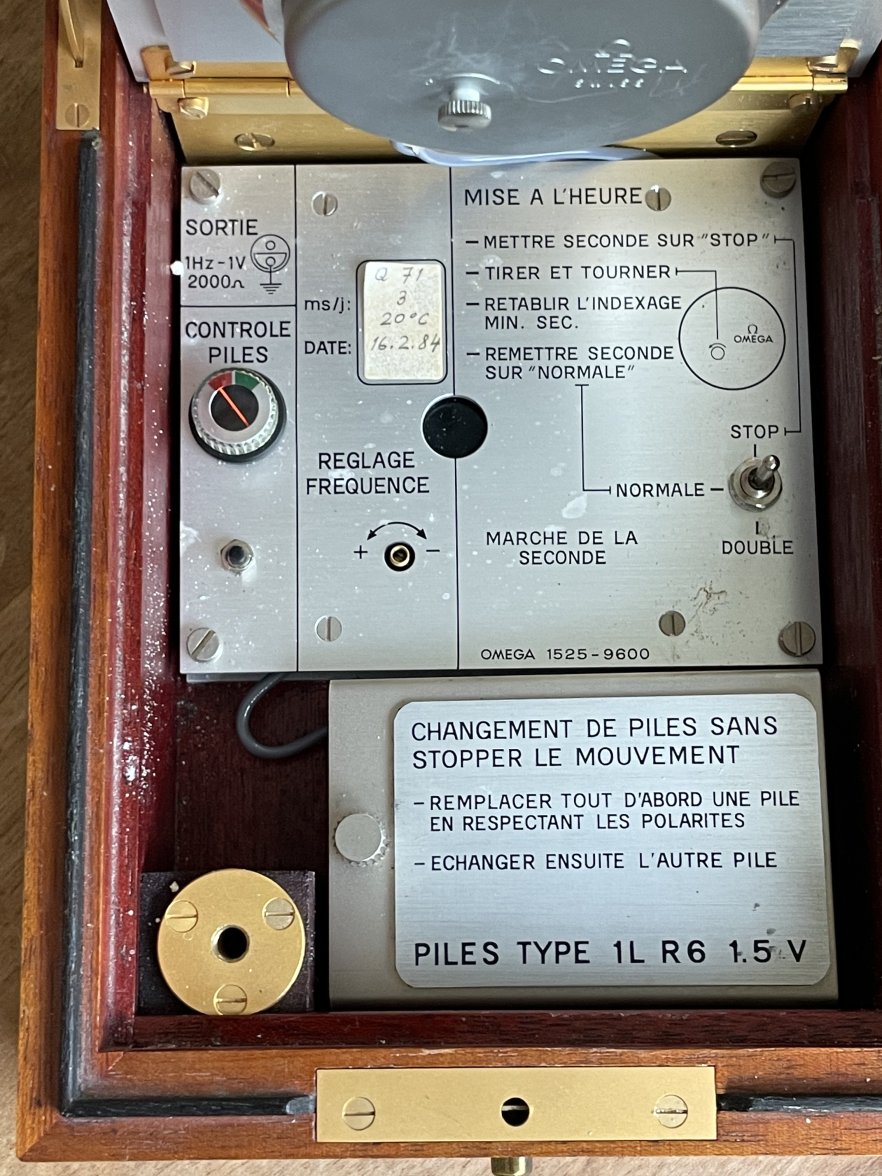 Ω
OMEGA
SWISS
SORTIE
1Hz-1V
2000Ω
CONTROLE
PILES
ms/j:
DATE:
Q 71
3
20°C
16.2.84
REGLAGE
FREQUENCE
+ −
MISE A L'HEURE
— METTRE SECONDE SUR "STOP"
— TIRER ET TOURNER
— RETABLIR L'INDEXAGE
MIN. SEC.
— REMETTRE SECONDE
SUR "NORMALE"
Ω
OMEGA
STOP
NORMALE
DOUBLE
MARCHE DE LA
SECONDE
OMEGA 1525-9600
CHANGEMENT DE PILES SANS
STOPPER LE MOUVEMENT
— REMPLACER TOUT D'ABORD UNE PILE
EN RESPECTANT LES POLARITES
— ECHANGER ENSUITE L'AUTRE PILE
PILES TYPE 1L R6 1.5 V